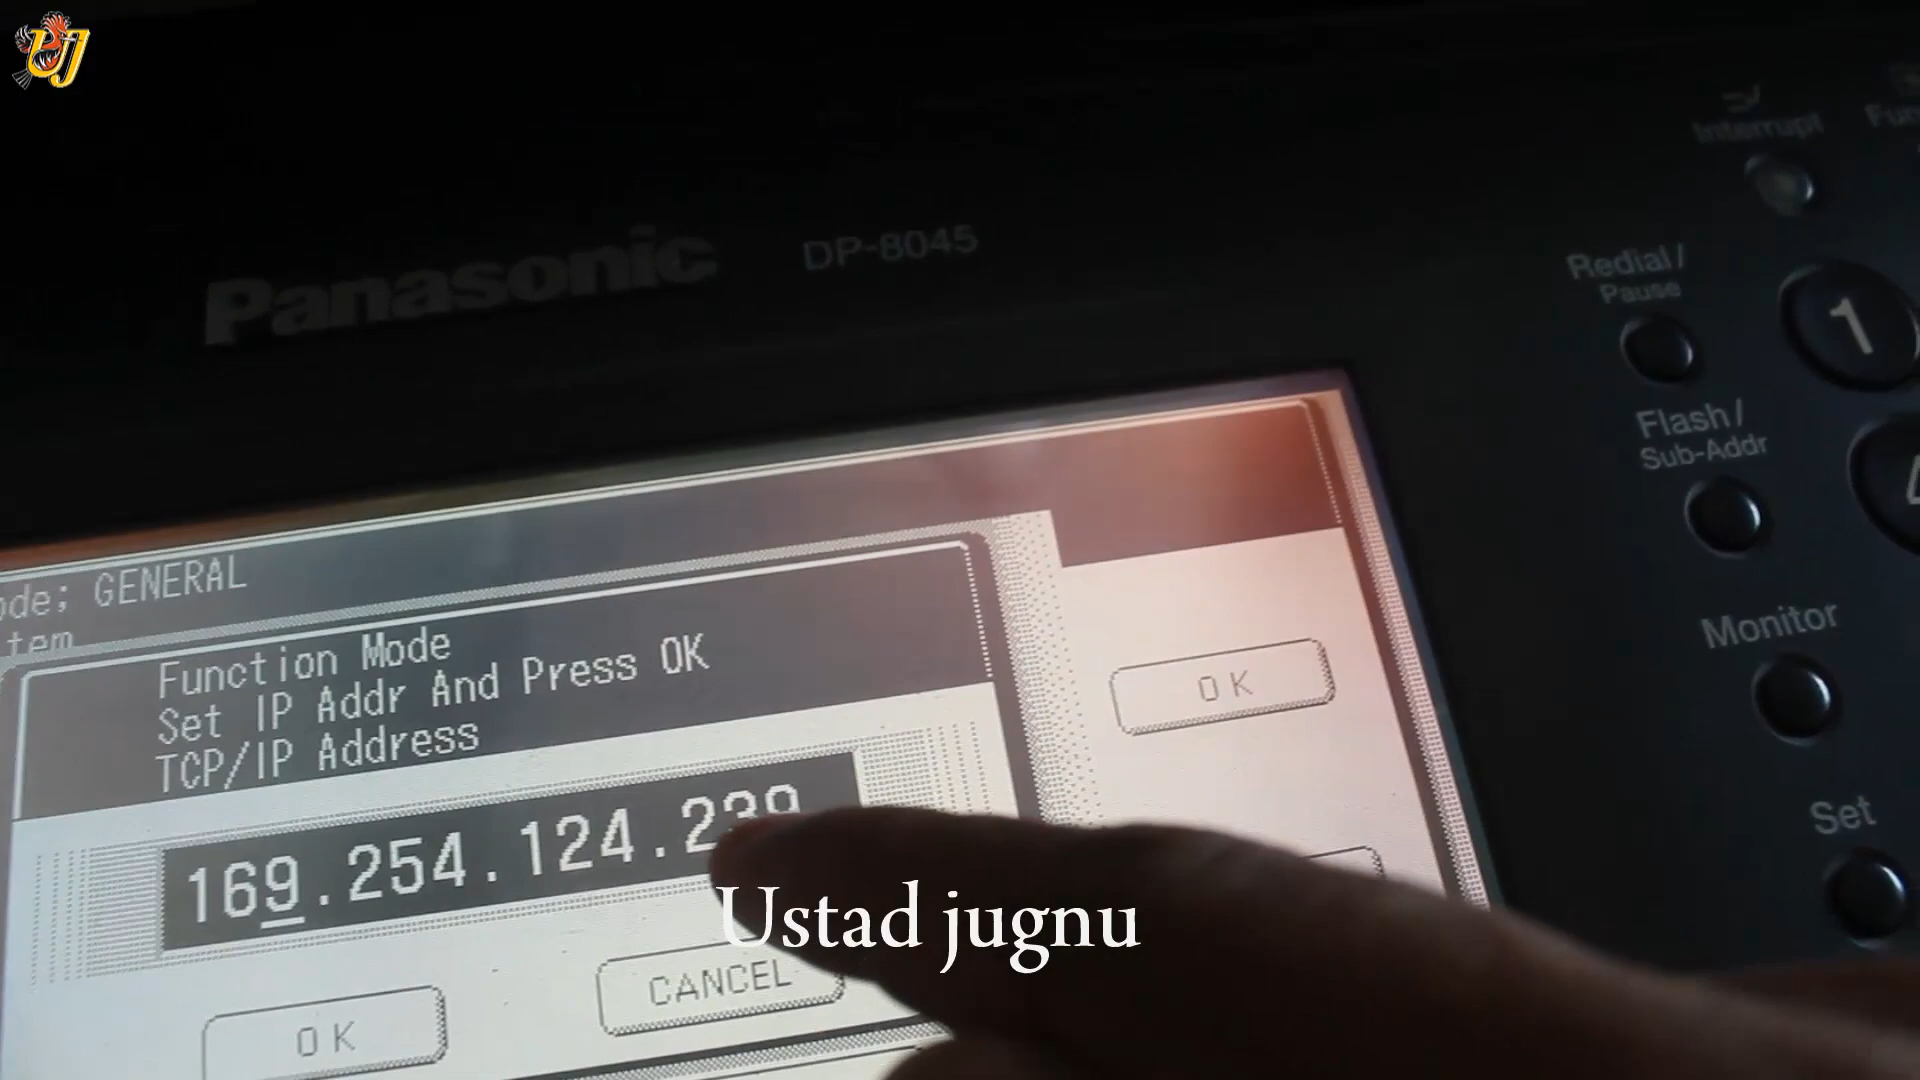 UJ
Interrupt
Panasonic DP-8045
Redial/
Pause
1
Flash/
Sub-Addr
Monitor
Set
GENERAL
Function Mode
Set IP Addr And Press OK
TCP/IP Address
169.254.124.239
OK
CANCEL
OK
Ustad jugnu